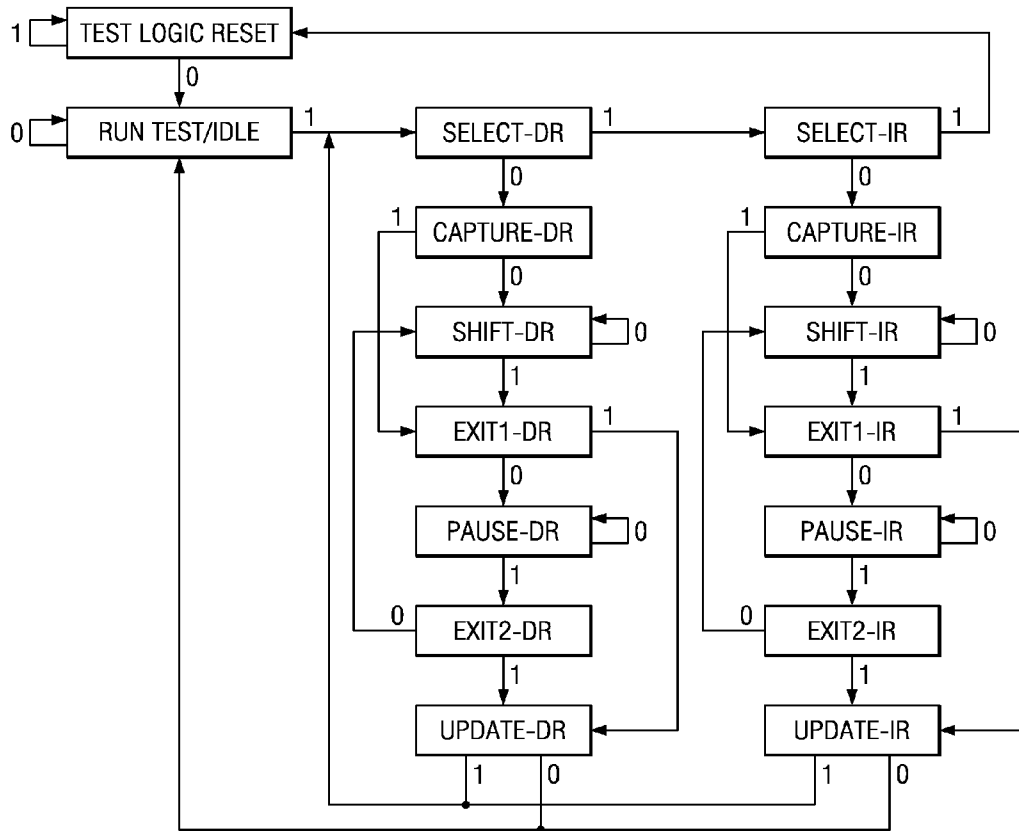 1 TEST LOGIC RESET
0
0 RUN TEST/IDLE 1 SELECT-DR 1 SELECT-IR 1
0 0
1 CAPTURE-DR 1 CAPTURE-IR
0 0
SHIFT-DR 0 SHIFT-IR 0
1 1
EXIT1-DR 1 EXIT1-IR 1
0 0
PAUSE-DR 0 PAUSE-IR 0
1 1
0 EXIT2-DR 0 EXIT2-IR
1 1
UPDATE-DR UPDATE-IR
1 0 1 0